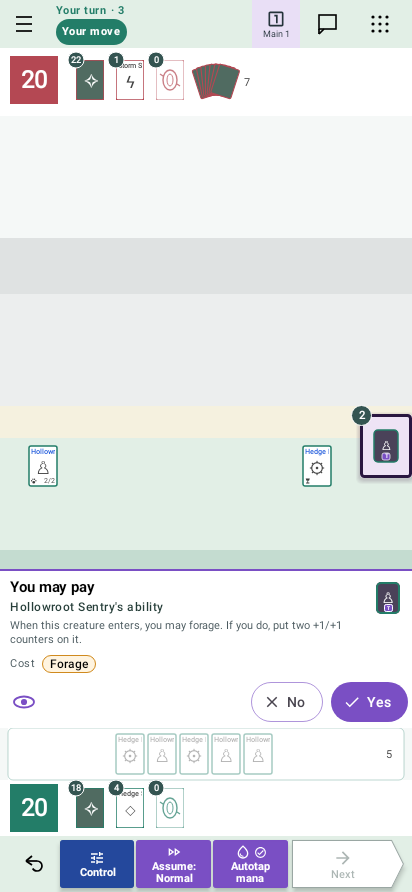 Your turn · 3
Your move
1
Main 1
20
22
1
0
7
2
Hollowr
2/2
Hedge
T
You may pay
Hollowroot Sentry's ability
When this creature enters, you may forage. If you do, put two +1/+1
counters on it.
T
Cost Forage
No
Yes
Hedge Hollowr Hedge Hollowr Hollowr
5
20
18
4
0
Control
Assume:
Normal
Autotap
mana
Next